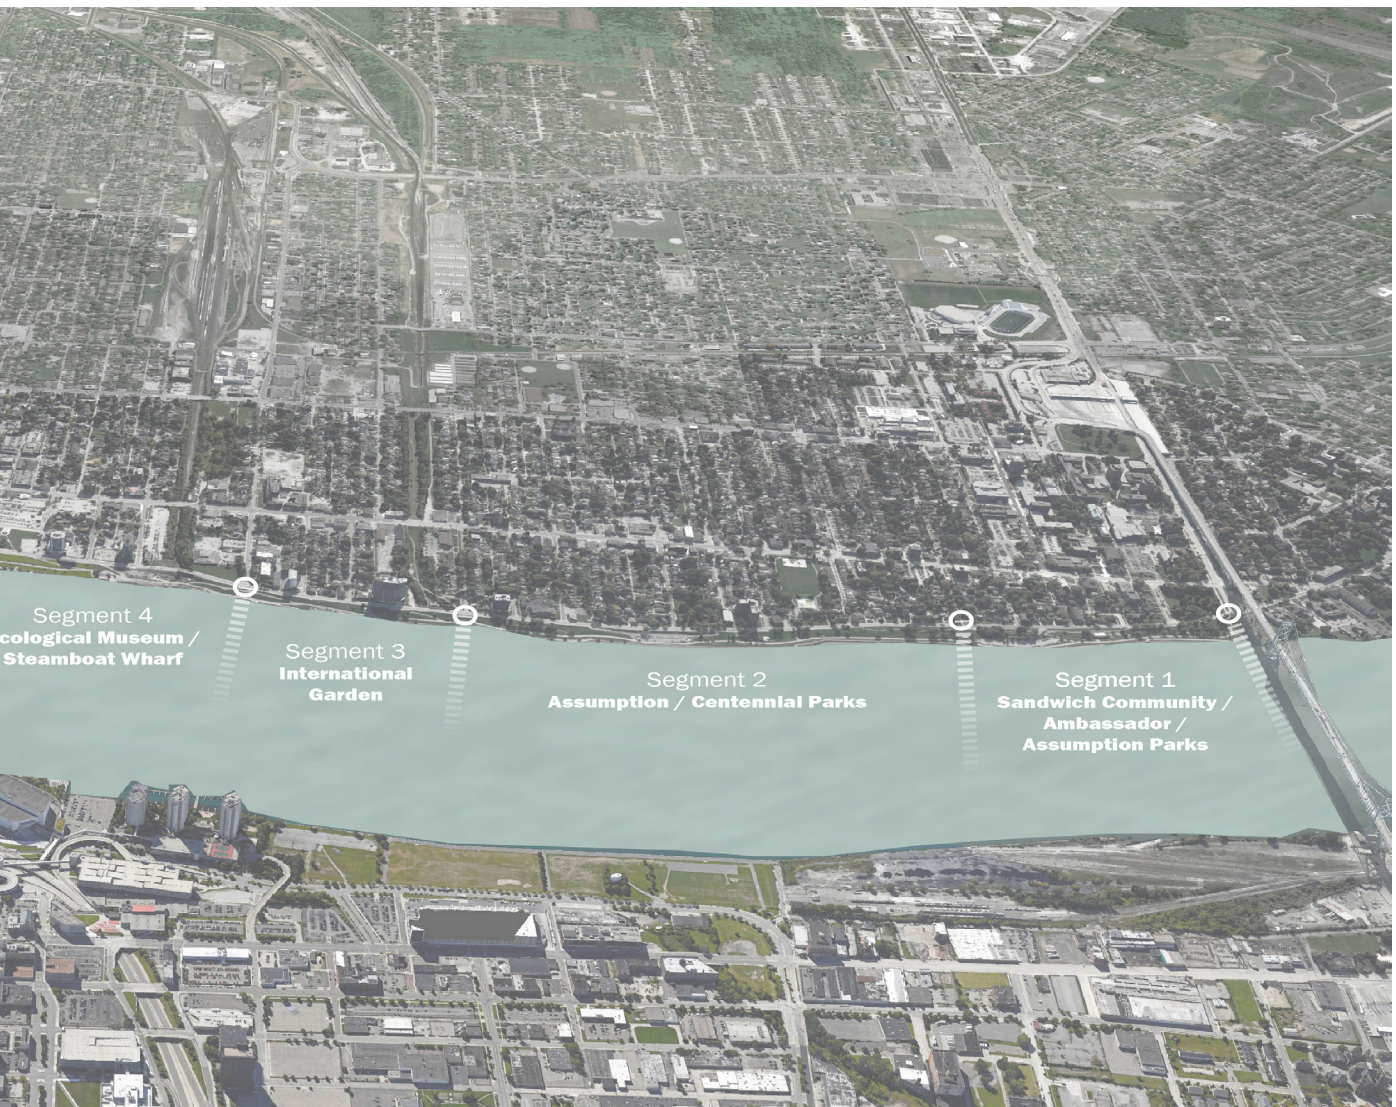 Segment 4
cological Museum /
Steamboat Wharf
Segment 3
International
Garden
Segment 2
Assumption / Centennial Parks
Segment 1
Sandwich Community /
Ambassador /
Assumption Parks